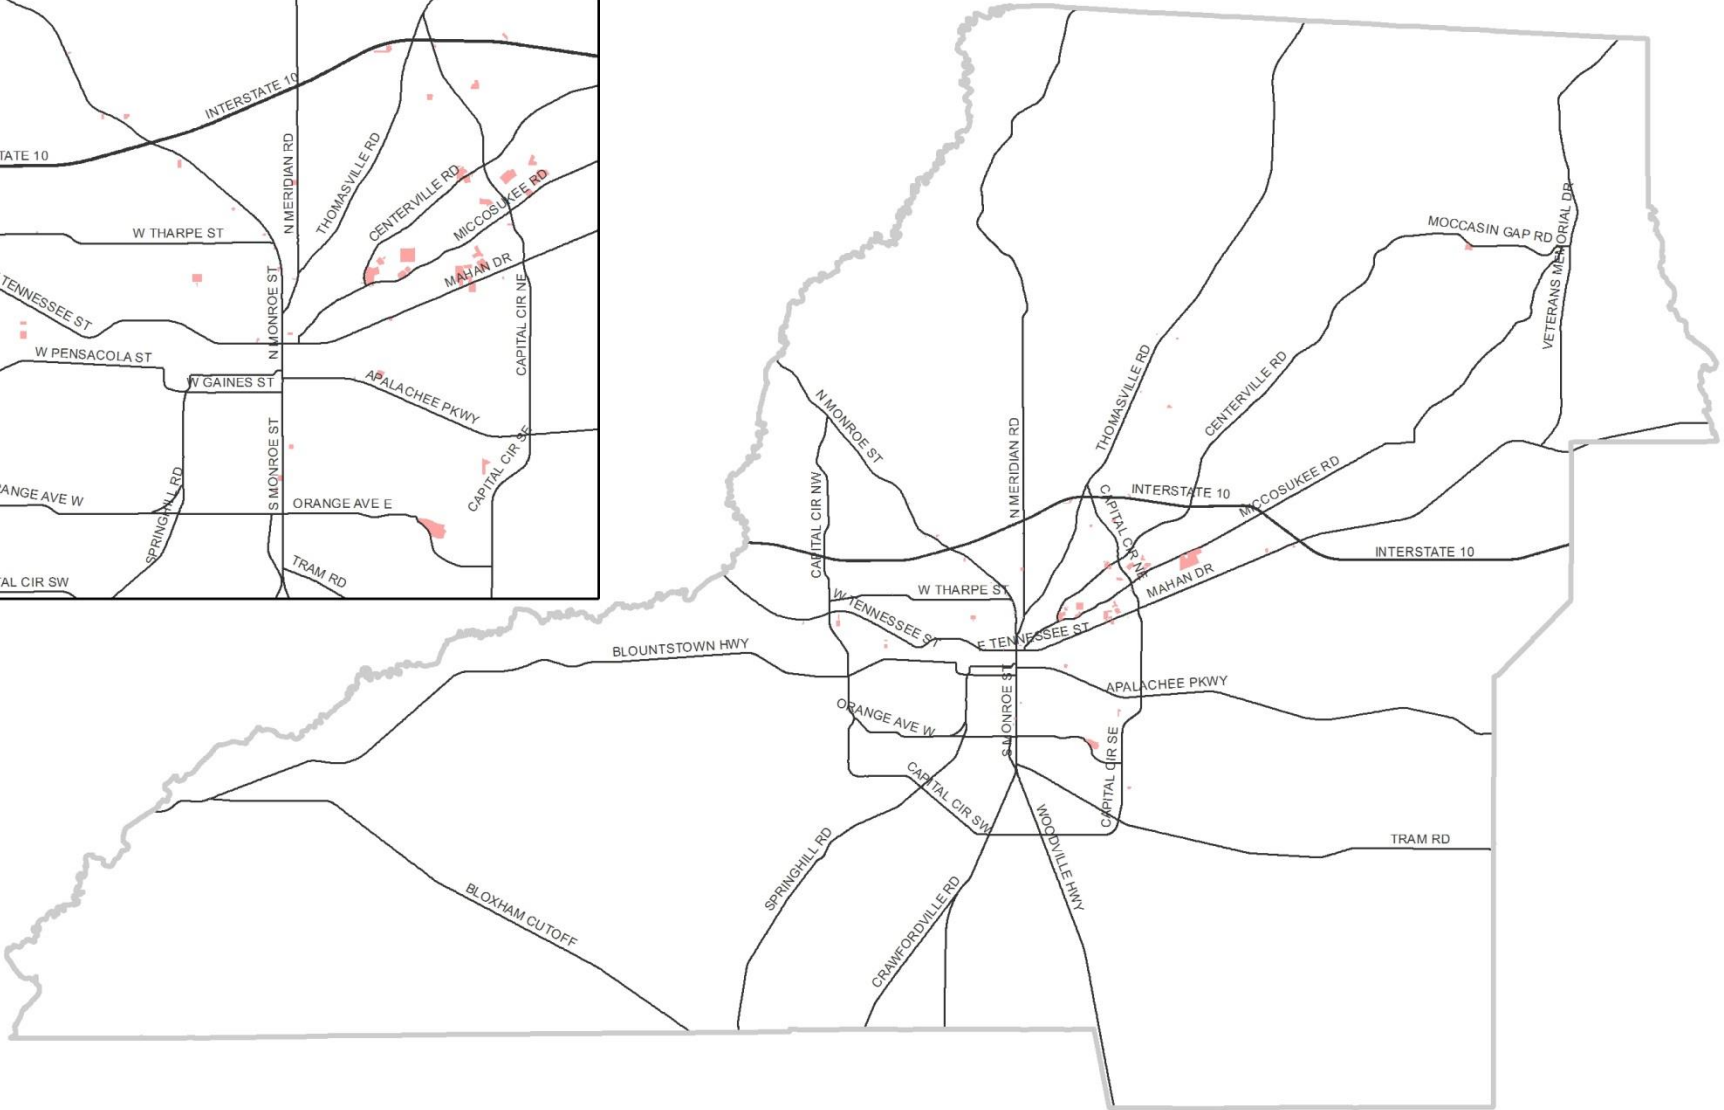 INTERSTATE 10
TATE 10
N MERIDIAN RD
THOMASVILLE RD
CENTERVILLE RD
MICCOSUKEE RD
W THARPE ST
MAHAN DR
TENNESSEE ST
N MONROE ST
CAPITAL CIR NE
W PENSACOLA ST
W GAINES ST
APALACHEE PKWY
S MONROE ST
CAPITAL CIR SE
ANGE AVE W
SPRINGHILL RD
ORANGE AVE E
TRAM RD
AL CIR SW
MOCCASIN GAP RD
VETERANS MEMORIAL DR
N MONROE ST
THOMASVILLE RD
CENTERVILLE RD
N MERIDIAN RD
CAPITAL CIR NW
INTERSTATE 10
MICCOSUKEE RD
CAPITAL CIR NE
INTERSTATE 10
W THARPE ST
MAHAN DR
W TENNESSEE ST
E TENNESSEE ST
BLOUNTSTOWN HWY
APALACHEE PKWY
S MONROE ST
ORANGE AVE W
CAPITAL CIR SE
CAPITAL CIR SW
WOODVILLE HWY
TRAM RD
SPRINGHILL RD
CRAWFORDVILLE RD
BLOXHAM CUTOFF